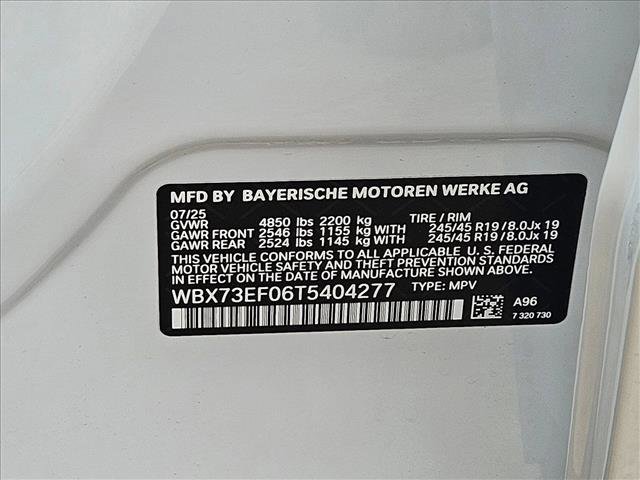 MFD BY BAYERISCHE MOTOREN WERKE AG
07/25
GVWR 4850 lbs 2200 kg TIRE / RIM
GAWR FRONT 2546 lbs 1155 kg WITH 245/45 R19/8.0Jx 19
GAWR REAR 2524 lbs 1145 kg WITH 245/45 R19/8.0Jx 19
THIS VEHICLE CONFORMS TO ALL APPLICABLE U. S. FEDERAL
MOTOR VEHICLE SAFETY AND THEFT PREVENTION STANDARDS
IN EFFECT ON THE DATE OF MANUFACTURE SHOWN ABOVE.
WBX73EF06T5404277 TYPE: MPV
A96
7 320 730